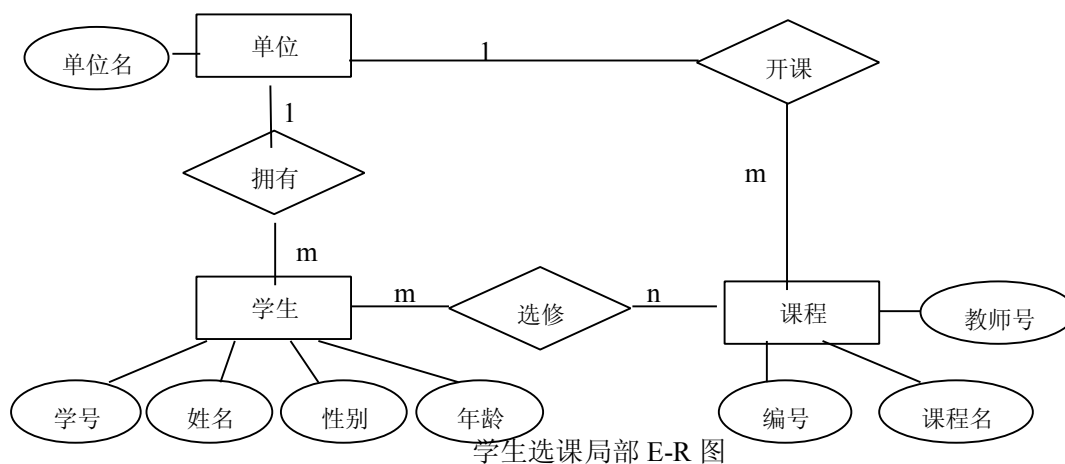 单位
单位名
1
开课
1
拥有
m
m
学生
m
选修
n
课程
教师号
学号
姓名
性别
年龄
编号
课程名
学生选课局部 E-R 图